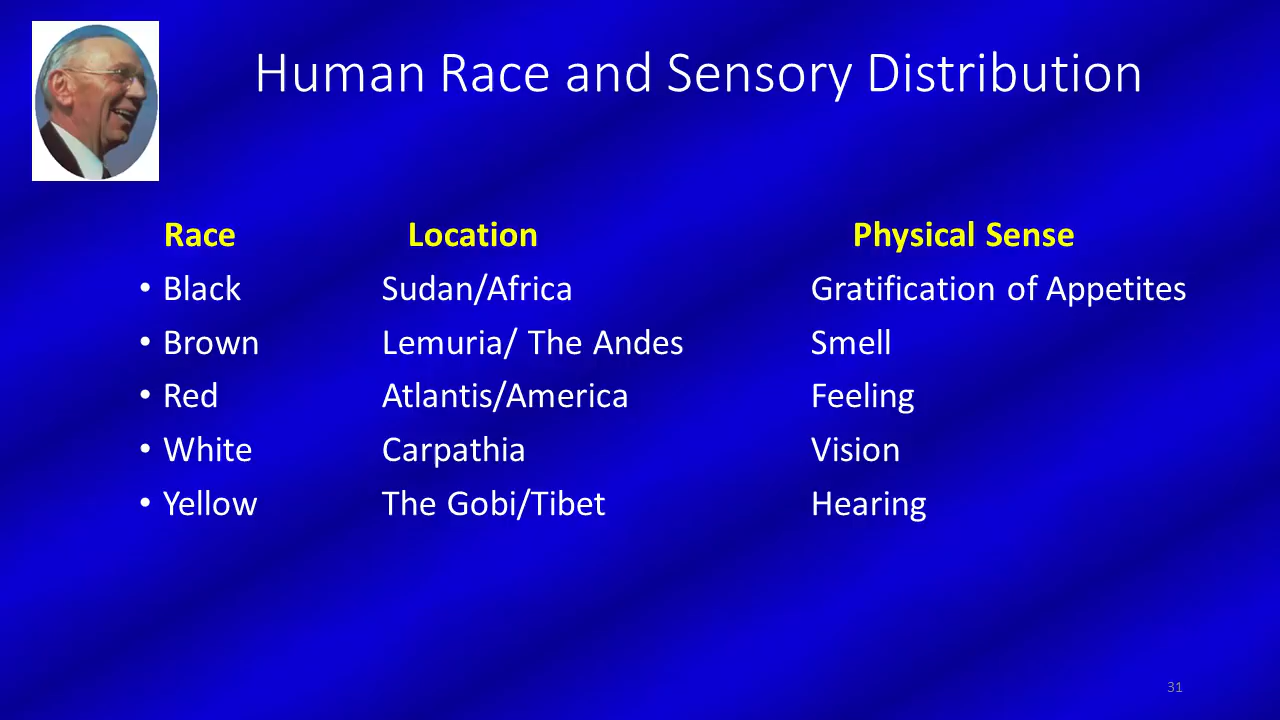 Human Race and Sensory Distribution
Race Location Physical Sense
• Black Sudan/Africa Gratification of Appetites
• Brown Lemuria/ The Andes Smell
• Red Atlantis/America Feeling
• White Carpathia Vision
• Yellow The Gobi/Tibet Hearing
31